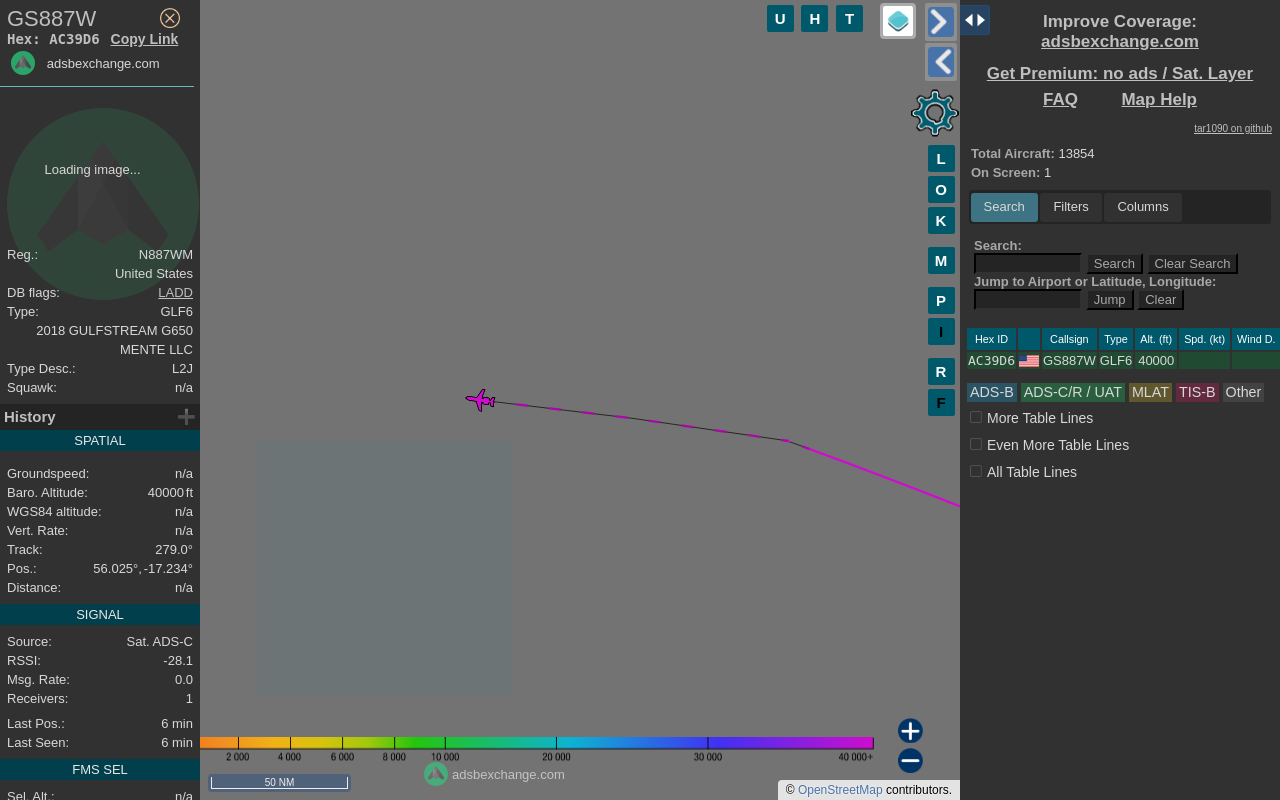 GS887W
Hex: AC39D6 Copy Link
adsbexchange.com
Loading image...
Reg.: N887WM
United States
DB flags: LADD
Type: GLF6
2018 GULFSTREAM G650
MENTE LLC
Type Desc.: L2J
Squawk: n/a
History
SPATIAL
Groundspeed: n/a
Baro. Altitude: 40000 ft
WGS84 altitude: n/a
Vert. Rate: n/a
Track: 279.0°
Pos.: 56.025°, -17.234°
Distance: n/a
SIGNAL
Source: Sat. ADS-C
RSSI: -28.1
Msg. Rate: 0.0
Receivers: 1
Last Pos.: 6 min
Last Seen: 6 min
FMS SEL
Sel. Alt.: n/a
U H T
L
O
K
M
P
I
R
F
2 000 4 000 6 000 8 000 10 000 20 000 30 000 40 000+
adsbexchange.com
50 NM
© OpenStreetMap contributors.
Improve Coverage:
adsbexchange.com
Get Premium: no ads / Sat. Layer
FAQ Map Help
tar1090 on github
Total Aircraft: 13854
On Screen: 1
Search Filters Columns
Search:
Search Clear Search
Jump to Airport or Latitude, Longitude:
Jump Clear
Hex ID Callsign Type Alt. (ft) Spd. (kt) Wind D.
AC39D6 GS887W GLF6 40000
ADS-B ADS-C/R / UAT MLAT TIS-B Other
More Table Lines
Even More Table Lines
All Table Lines